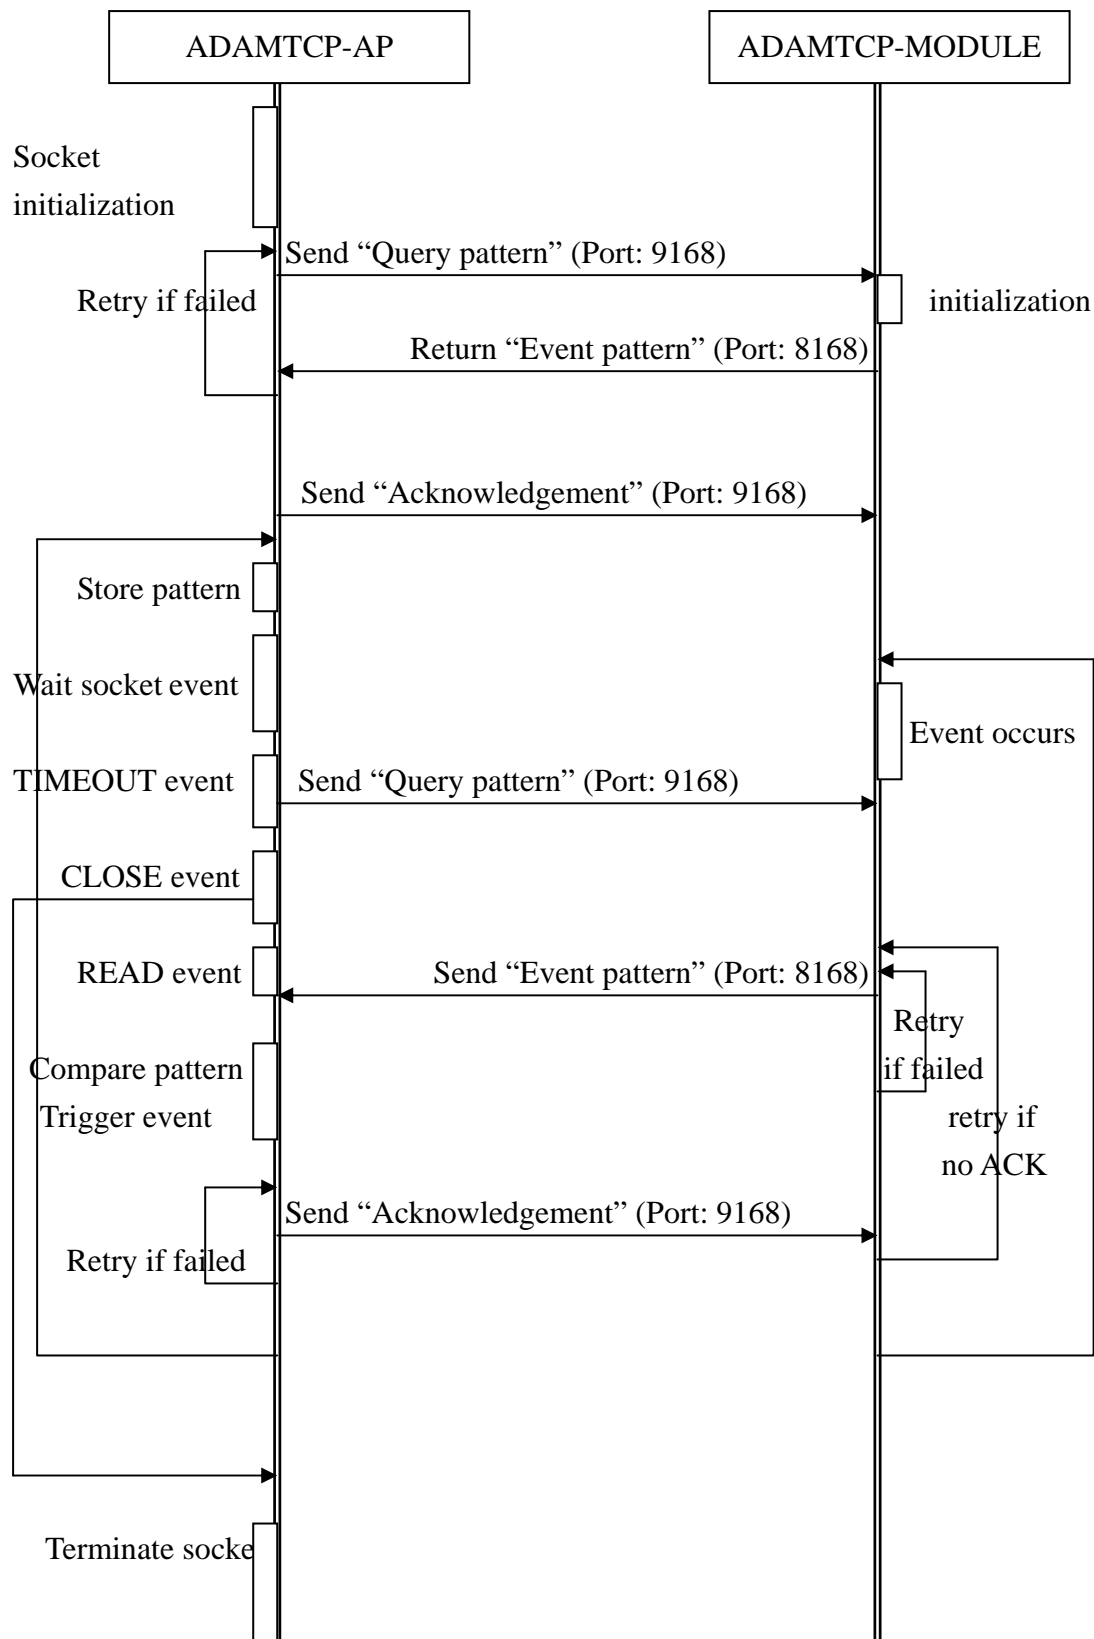 ADAMTCP-AP
ADAMTCP-MODULE
Socket
initialization
Send “Query pattern” (Port: 9168)
Retry if failed
initialization
Return “Event pattern” (Port: 8168)
Send “Acknowledgement” (Port: 9168)
Store pattern
Wait socket event
Event occurs
TIMEOUT event
Send “Query pattern” (Port: 9168)
CLOSE event
READ event
Send “Event pattern” (Port: 8168)
Retry
if failed
Compare pattern
Trigger event
retry if
no ACK
Send “Acknowledgement” (Port: 9168)
Retry if failed
Terminate socke